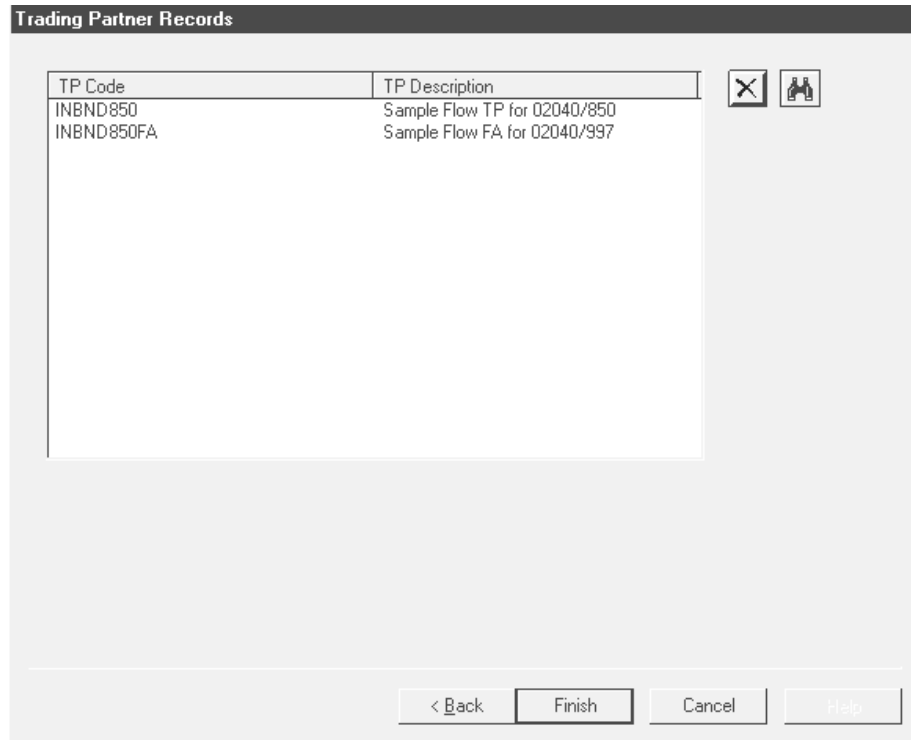 Trading Partner Records
TP Code TP Description
INBND850 Sample Flow TP for 02040/850
INBND850FA Sample Flow FA for 02040/997
< Back Finish Cancel Help